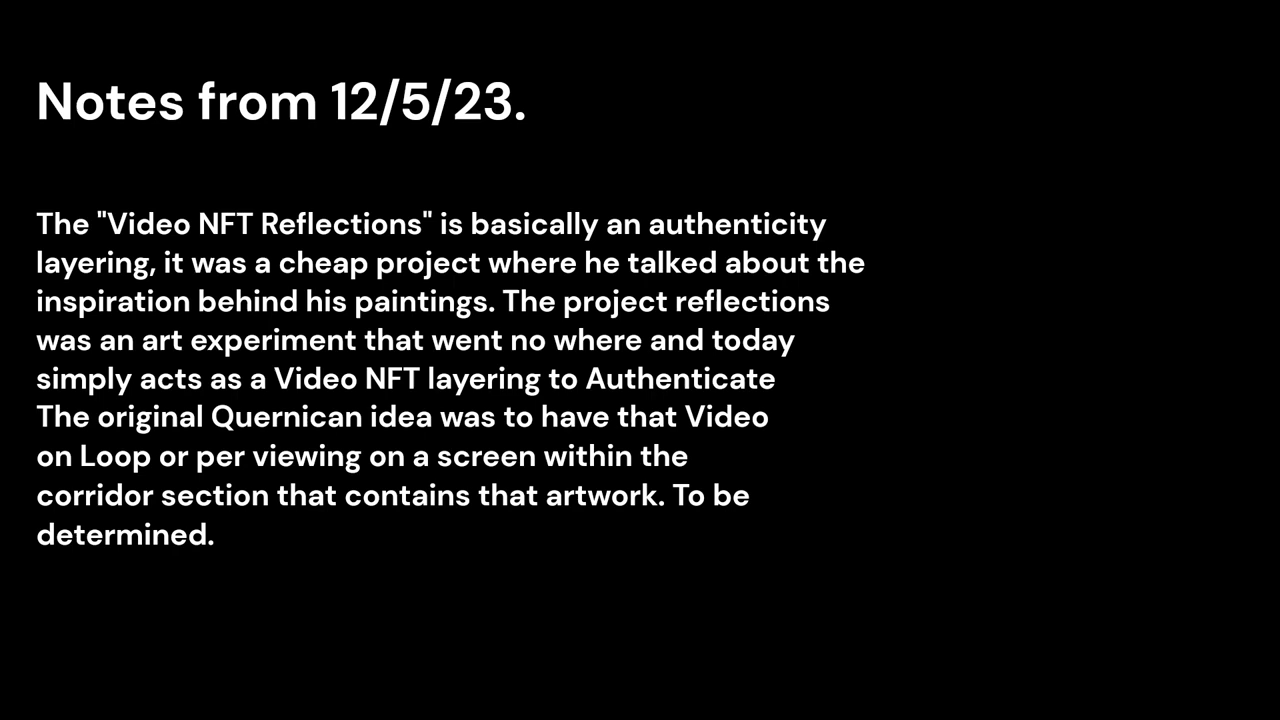 Notes from 12/5/23.
The "Video NFT Reflections" is basically an authenticity
layering, it was a cheap project where he talked about the
inspiration behind his paintings. The project reflections
was an art experiment that went no where and today
simply acts as a Video NFT layering to Authenticate
The original Quernican idea was to have that Video
on Loop or per viewing on a screen within the
corridor section that contains that artwork. To be
determined.